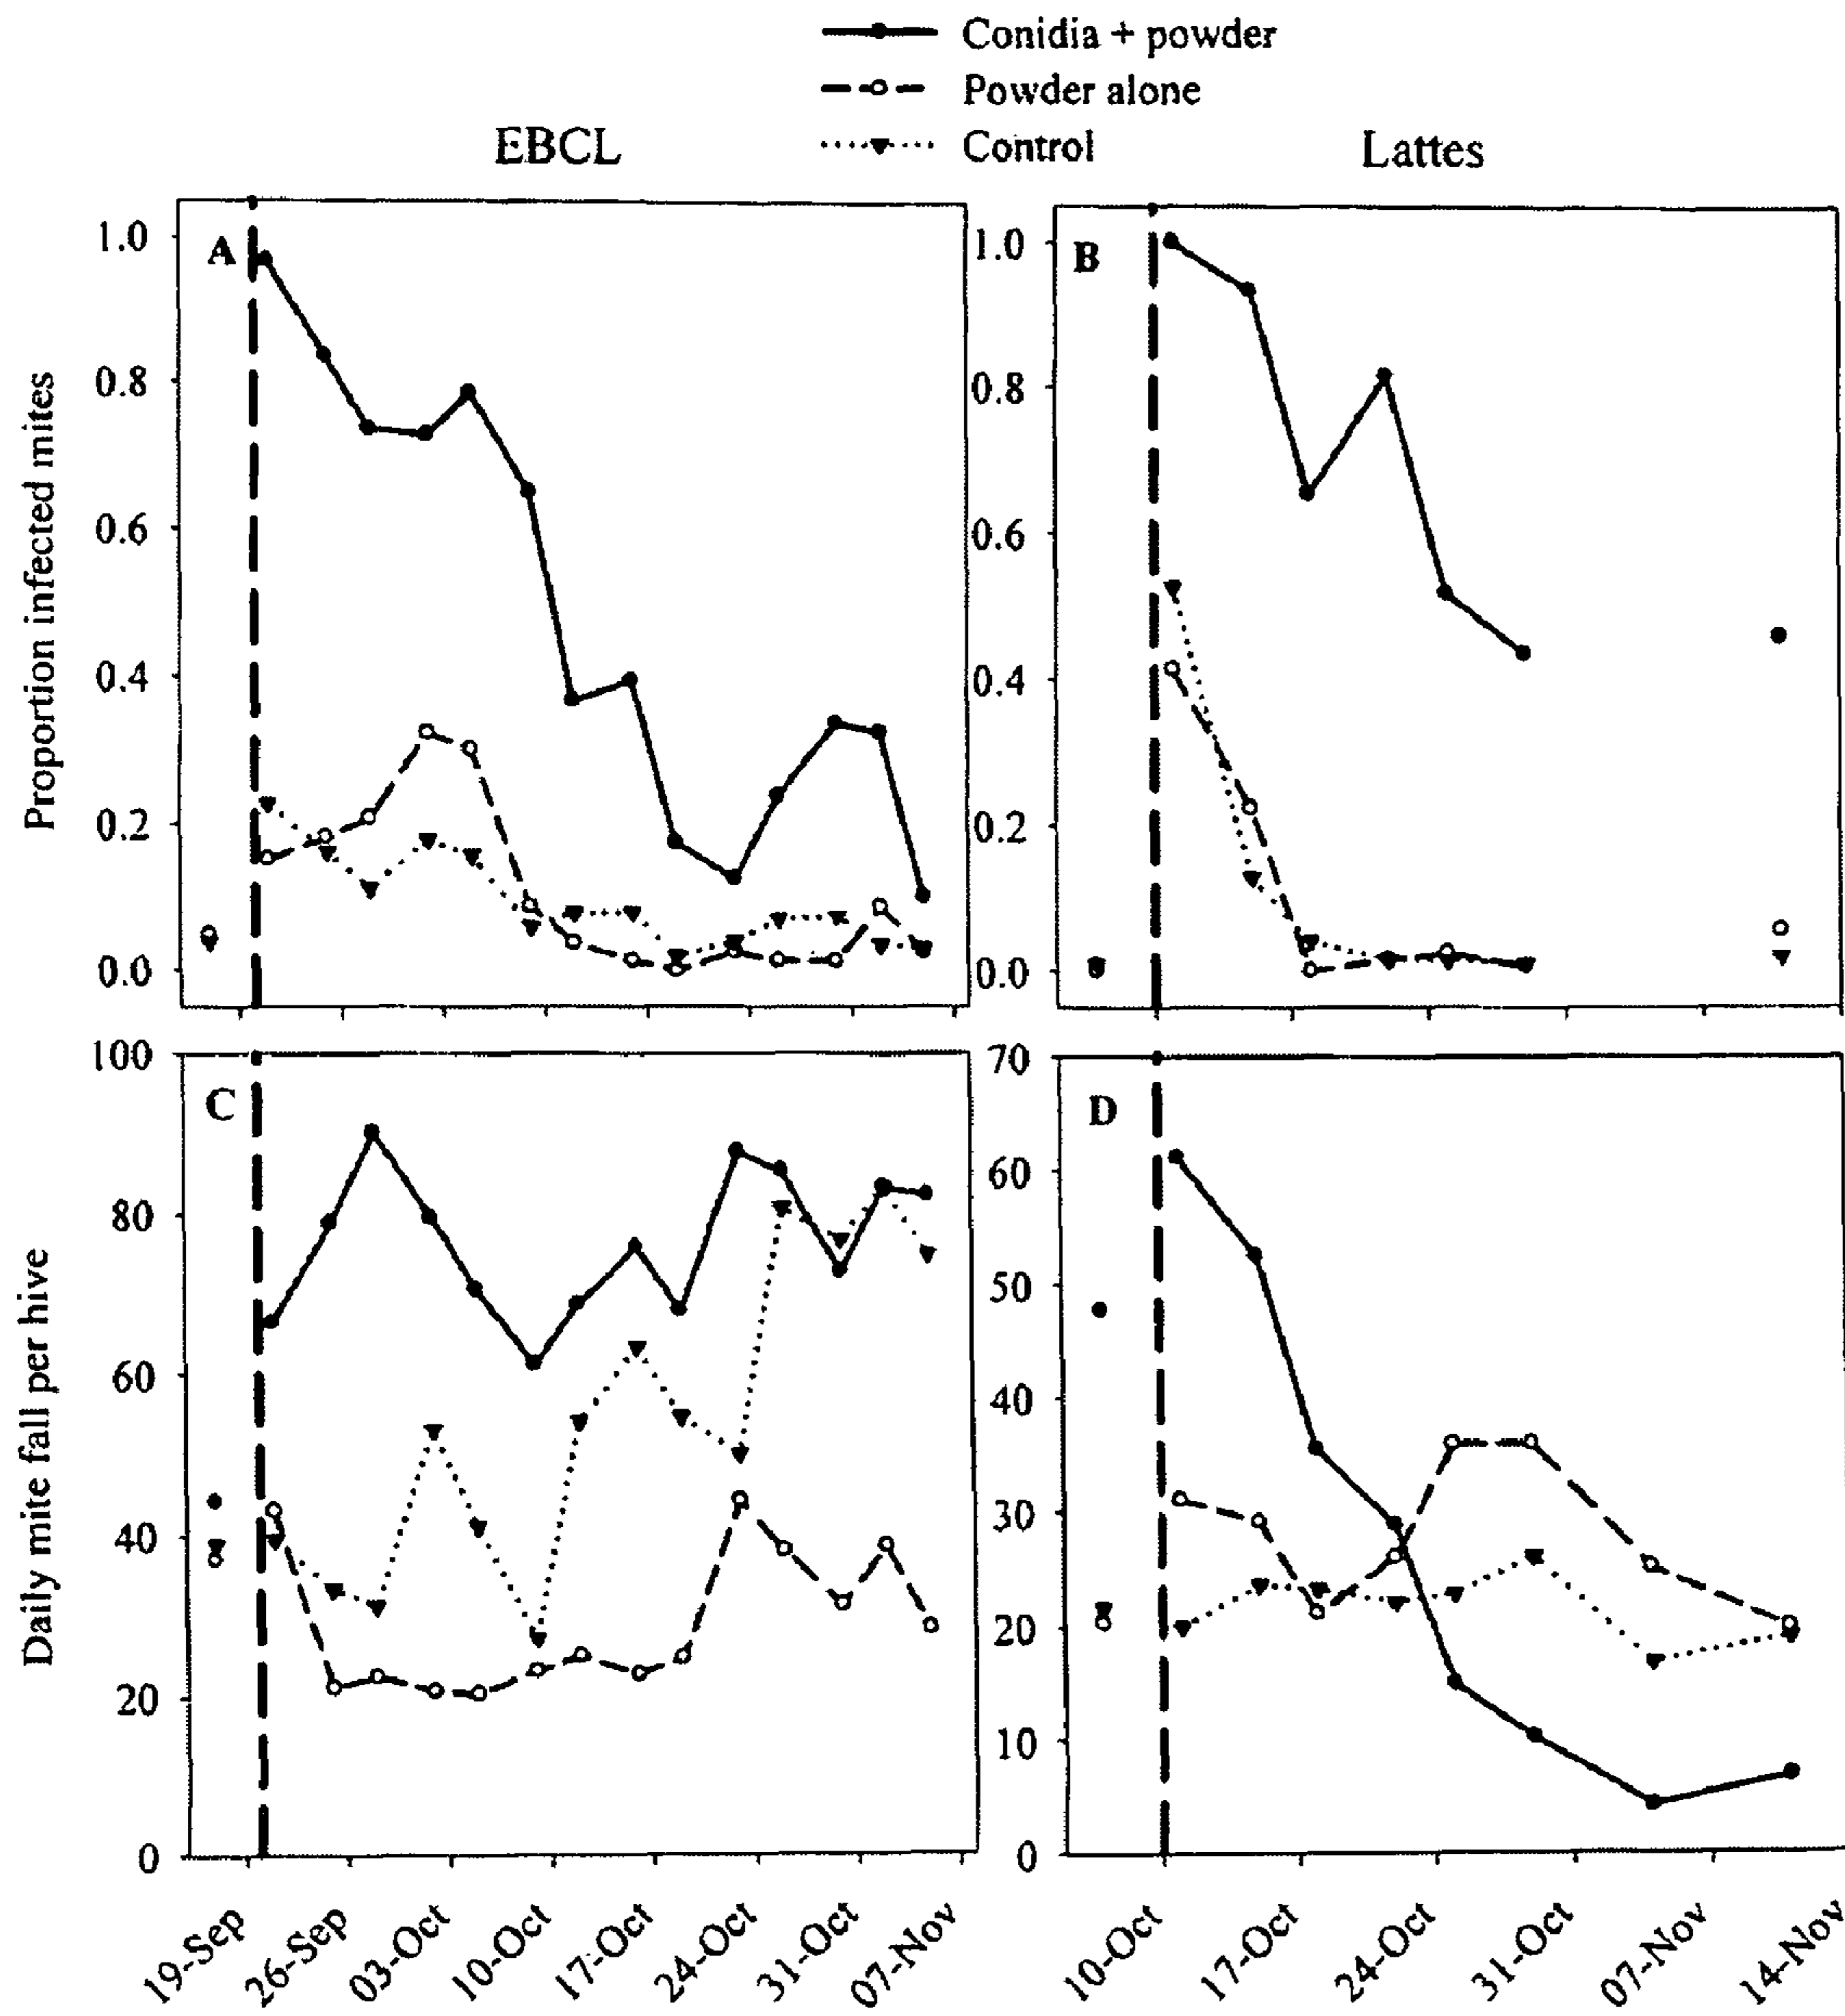 Conidia + powder
Powder alone
Control
EBCL
Lattes
A
B
Proportion infected mites
1.0
0.8
0.6
0.4
0.2
0.0
1.0
0.8
0.6
0.4
0.2
0.0
C
D
Daily mite fall per hive
100
80
60
40
20
0
70
60
50
40
30
20
10
0
19-Sep
26-Sep
03-Oct
10-Oct
17-Oct
24-Oct
31-Oct
07-Nov
10-Oct
17-Oct
24-Oct
31-Oct
07-Nov
14-Nov